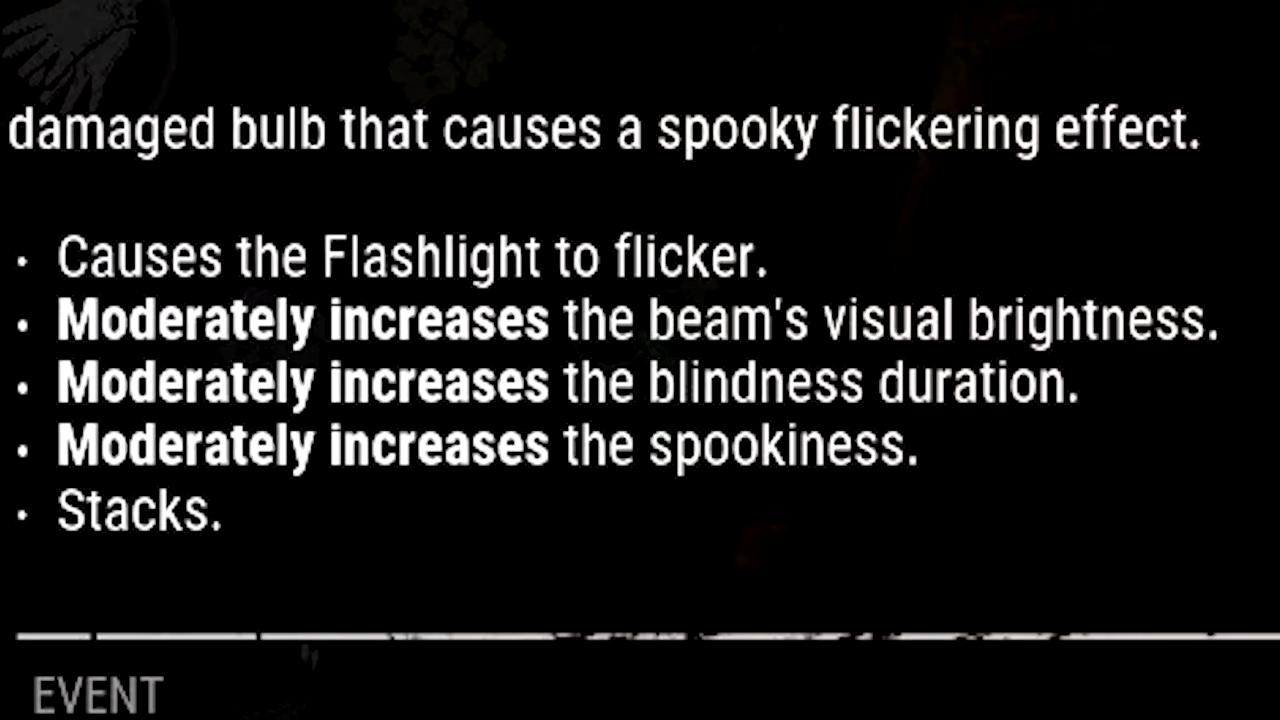 damaged bulb that causes a spooky flickering effect.
· Causes the Flashlight to flicker.
· Moderately increases the beam's visual brightness.
· Moderately increases the blindness duration.
· Moderately increases the spookiness.
· Stacks.
EVENT